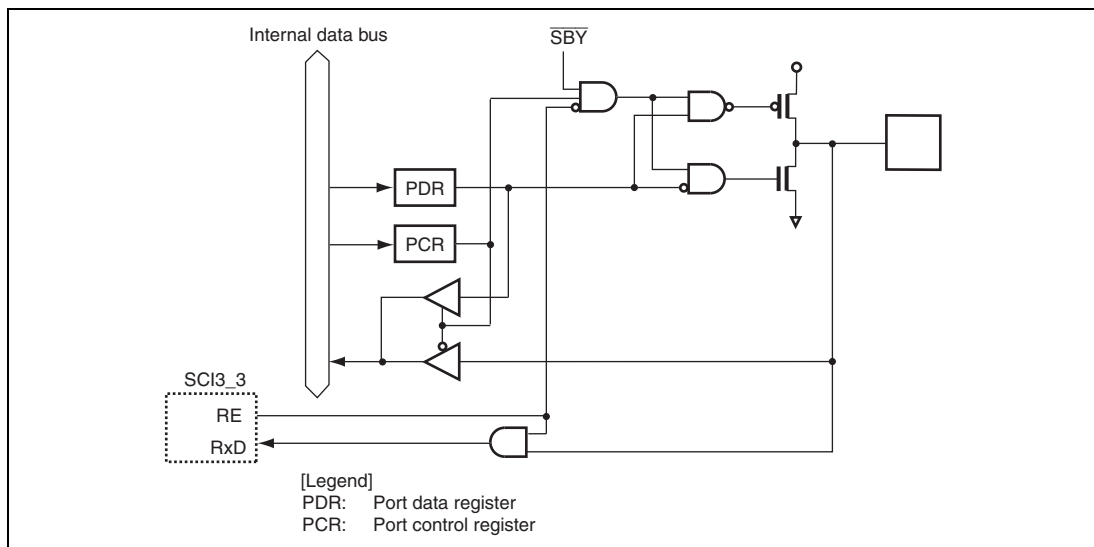 Internal data bus
SBY
PDR
PCR
SCI3_3
RE
RxD
[Legend]
PDR: Port data register
PCR: Port control register